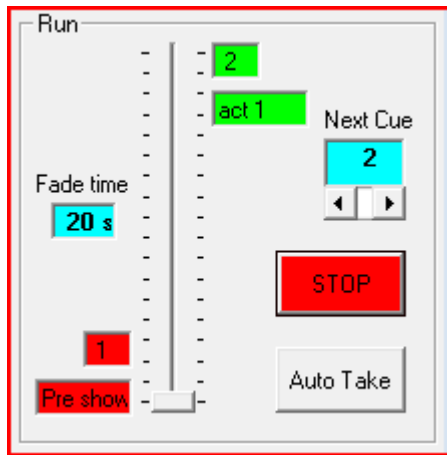 Run
2
act 1
Next Cue
2
Fade time
20 s
STOP
1
Pre show
Auto Take